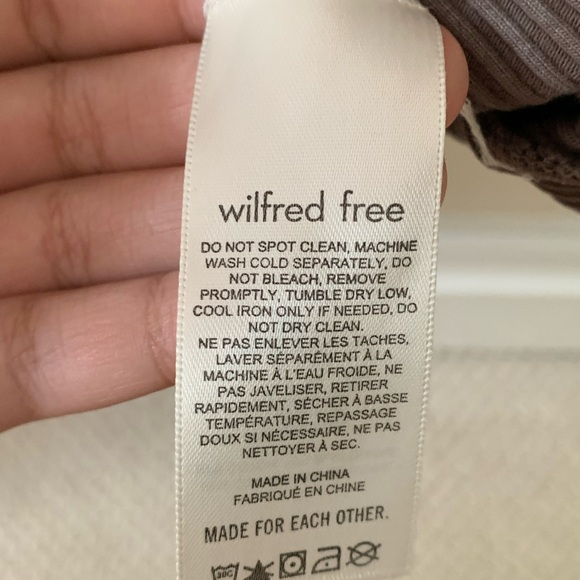 wilfred free
DO NOT SPOT CLEAN, MACHINE
WASH COLD SEPARATELY, DO
NOT BLEACH, REMOVE
PROMPTLY, TUMBLE DRY LOW,
COOL IRON ONLY IF NEEDED, DO
NOT DRY CLEAN.
NE PAS ENLEVER LES TACHES,
LAVER SÉPARÉMENT À LA
MACHINE À L'EAU FROIDE, NE
PAS JAVELISER, RETIRER
RAPIDEMENT, SÉCHER À BASSE
TEMPÉRATURE, REPASSAGE
DOUX SI NÉCESSAIRE, NE PAS
NETTOYER À SEC.
MADE IN CHINA
FABRIQUÉ EN CHINE
MADE FOR EACH OTHER.
30C